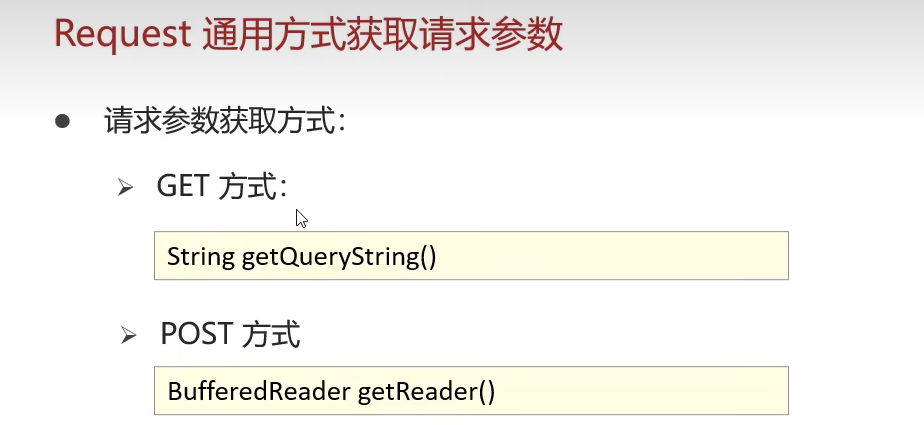 Request 通用方式获取请求参数
请求参数获取方式：
GET 方式：
String getQueryString()
POST 方式
BufferedReader getReader()